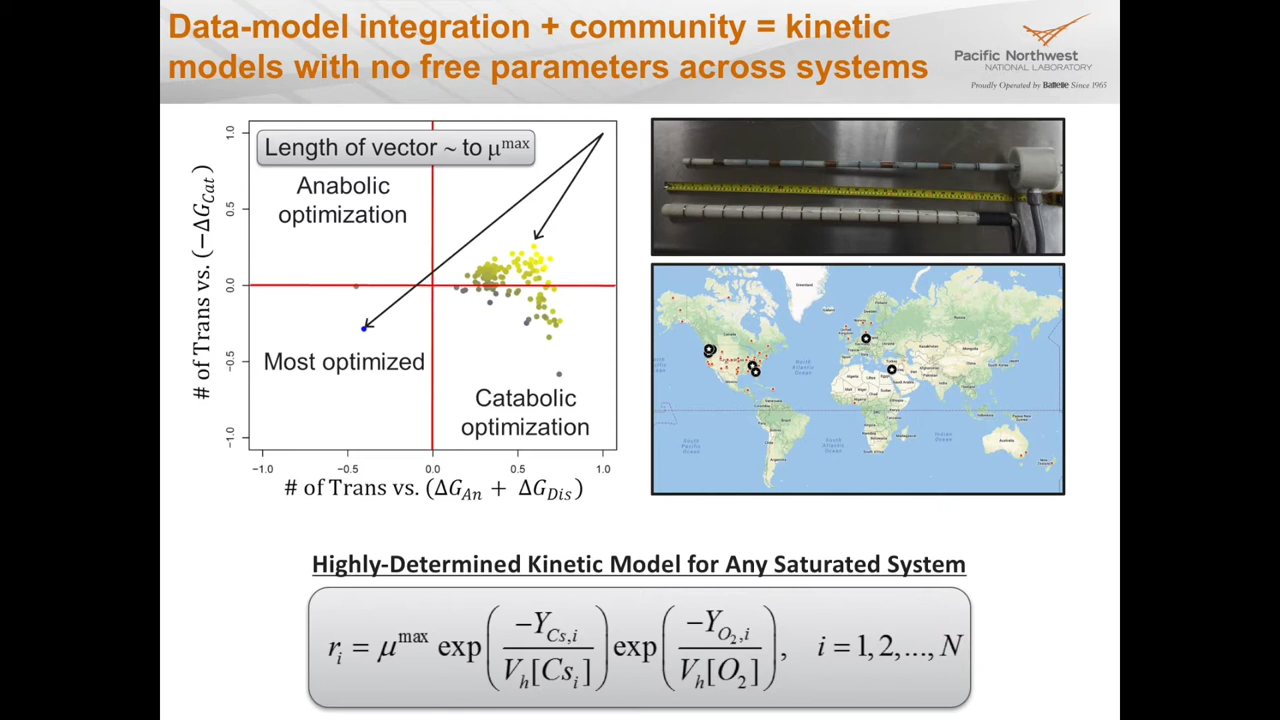 Data-model integration + community = kinetic
models with no free parameters across systems
Pacific Northwest
NATIONAL LABORATORY
Proudly Operated by Battelle Since 1965
Length of vector ~ to μ^max
Anabolic
optimization
Most optimized
Catabolic
optimization
# of Trans vs. (−ΔG_Cat)
1.0
0.5
0.0
−0.5
−1.0
−1.0
−0.5
0.0
0.5
1.0
# of Trans vs. (ΔG_An + ΔG_Dis)
Highly-Determined Kinetic Model for Any Saturated System
r_i = μ^max exp(−Y_Cs,i / V_h[Cs_i]) exp(−Y_O2,i / V_h[O_2]), i = 1, 2, ..., N